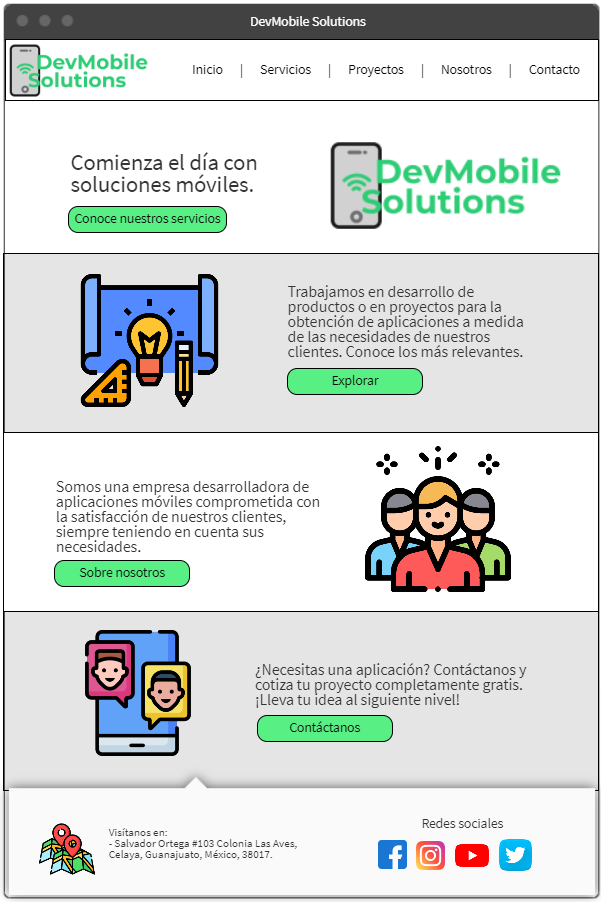 DevMobile Solutions
DevMobile
Solutions
Inicio | Servicios | Proyectos | Nosotros | Contacto
Comienza el día con
soluciones móviles.
Conoce nuestros servicios
DevMobile
Solutions
Trabajamos en desarrollo de
productos o en proyectos para la
obtención de aplicaciones a medida
de las necesidades de nuestros
clientes. Conoce los más relevantes.
Explorar
Somos una empresa desarrolladora de
aplicaciones móviles comprometida con
la satisfacción de nuestros clientes,
siempre teniendo en cuenta sus
necesidades.
Sobre nosotros
¿Necesitas una aplicación? Contáctanos y
cotiza tu proyecto completamente gratis.
¡Lleva tu idea al siguiente nivel!
Contáctanos
Visítanos en:
- Salvador Ortega #103 Colonia Las Aves,
Celaya, Guanajuato, México, 38017.
Redes sociales